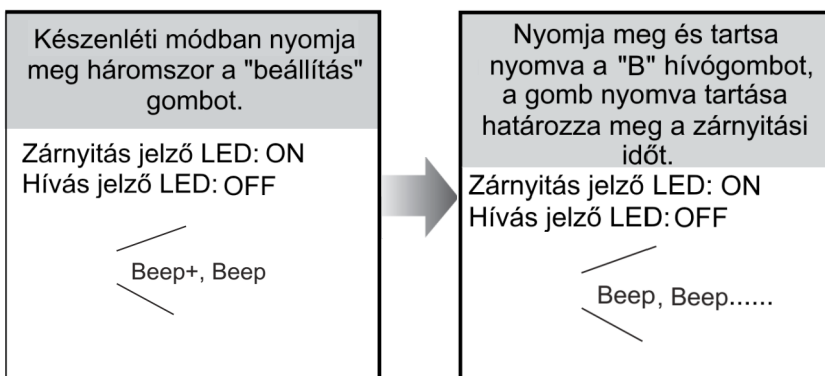 Készenléti módban nyomja
meg háromszor a "beállítás"
gombot.
Zárnyitás jelző LED: ON
Hívás jelző LED: OFF
Beep+, Beep
Nyomja meg és tartsa
nyomva a "B" hívógombot,
a gomb nyomva tartása
határozza meg a zárnyitási
időt.
Zárnyitás jelző LED: ON
Hívás jelző LED: OFF
Beep, Beep......